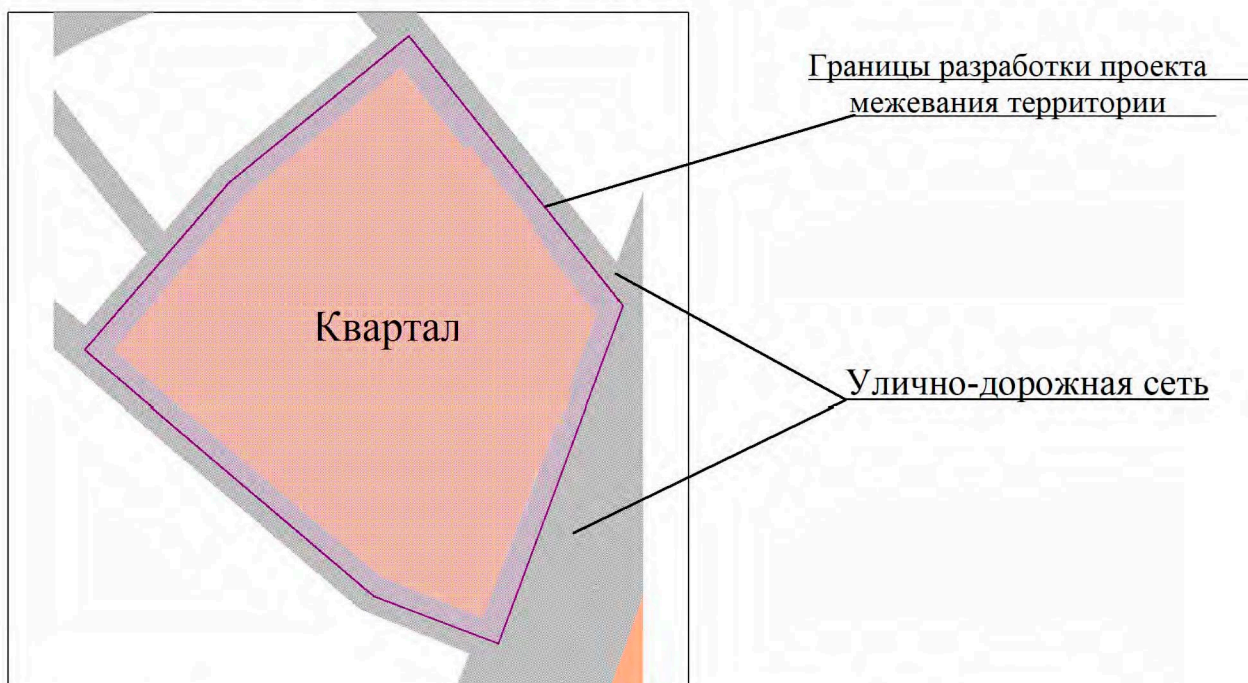 Границы разработки проекта
межевания территории
Квартал
Улично-дорожная сеть